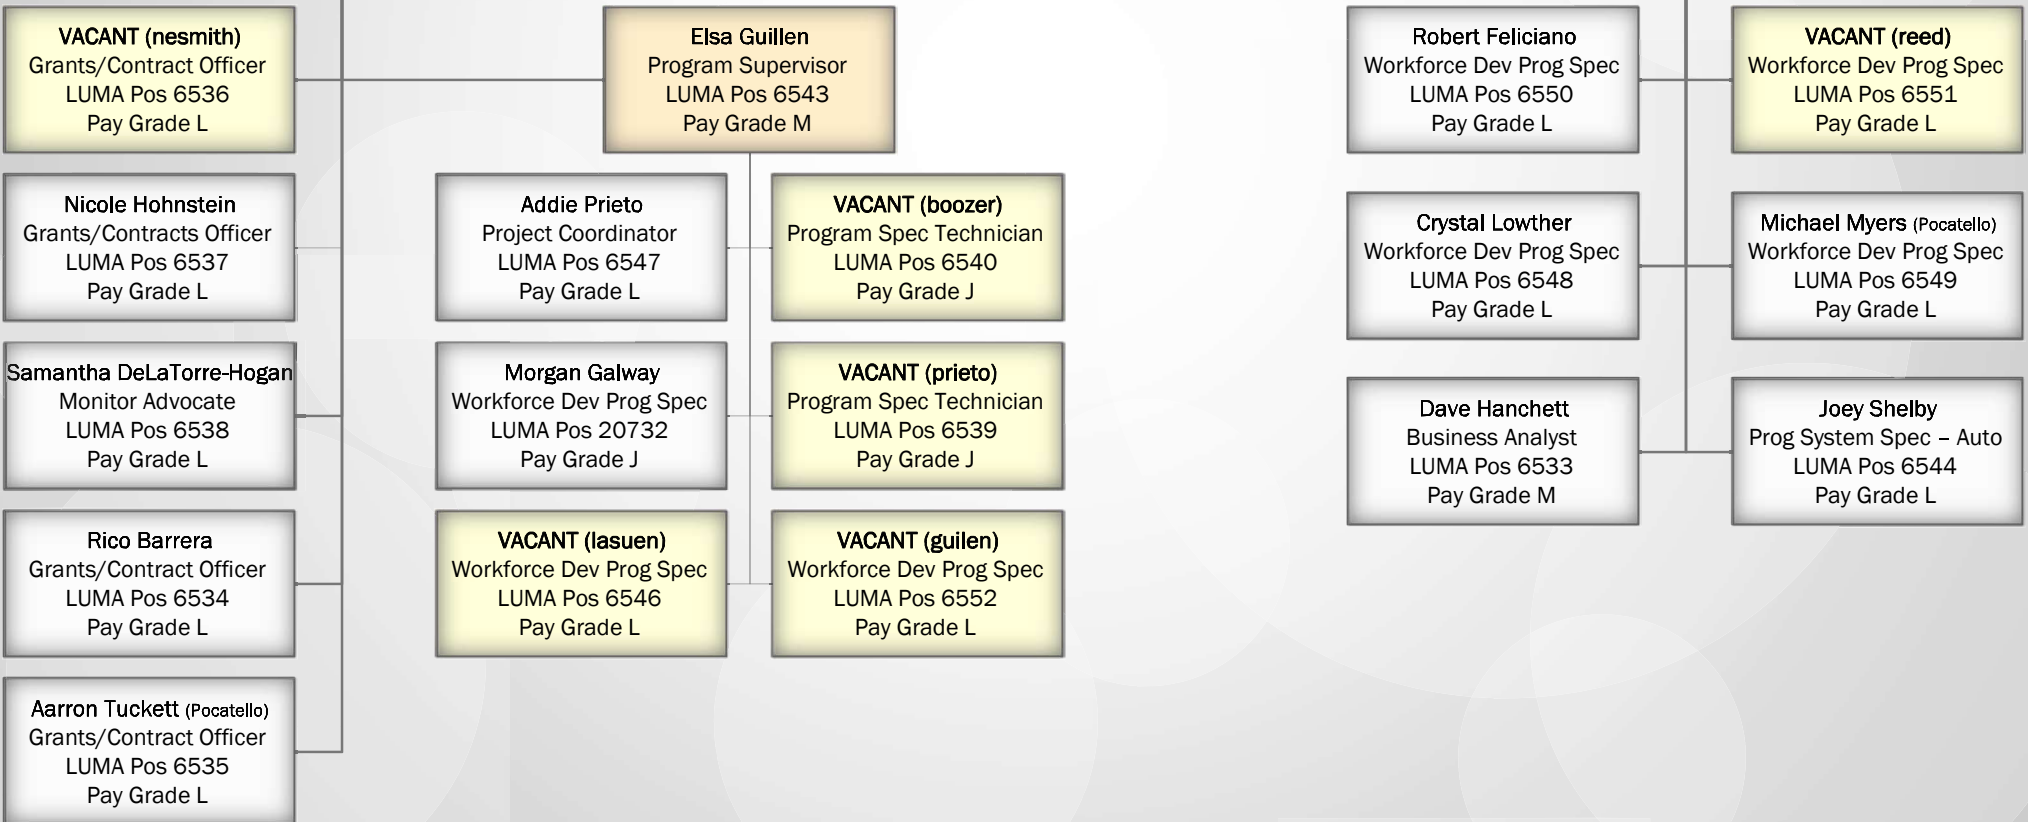 VACANT (nesmith)
Grants/Contract Officer
LUMA Pos 6536
Pay Grade L
Elsa Guillen
Program Supervisor
LUMA Pos 6543
Pay Grade M
Robert Feliciano
Workforce Dev Prog Spec
LUMA Pos 6550
Pay Grade L
VACANT (reed)
Workforce Dev Prog Spec
LUMA Pos 6551
Pay Grade L
Nicole Hohnstein
Grants/Contracts Officer
LUMA Pos 6537
Pay Grade L
Addie Prieto
Project Coordinator
LUMA Pos 6547
Pay Grade L
VACANT (boozer)
Program Spec Technician
LUMA Pos 6540
Pay Grade J
Crystal Lowther
Workforce Dev Prog Spec
LUMA Pos 6548
Pay Grade L
Michael Myers (Pocatello)
Workforce Dev Prog Spec
LUMA Pos 6549
Pay Grade L
Samantha DeLaTorre-Hogan
Monitor Advocate
LUMA Pos 6538
Pay Grade L
Morgan Galway
Workforce Dev Prog Spec
LUMA Pos 20732
Pay Grade J
VACANT (prieto)
Program Spec Technician
LUMA Pos 6539
Pay Grade J
Dave Hanchett
Business Analyst
LUMA Pos 6533
Pay Grade M
Joey Shelby
Prog System Spec – Auto
LUMA Pos 6544
Pay Grade L
Rico Barrera
Grants/Contract Officer
LUMA Pos 6534
Pay Grade L
VACANT (lasuen)
Workforce Dev Prog Spec
LUMA Pos 6546
Pay Grade L
VACANT (guilen)
Workforce Dev Prog Spec
LUMA Pos 6552
Pay Grade L
Aarron Tuckett (Pocatello)
Grants/Contract Officer
LUMA Pos 6535
Pay Grade L